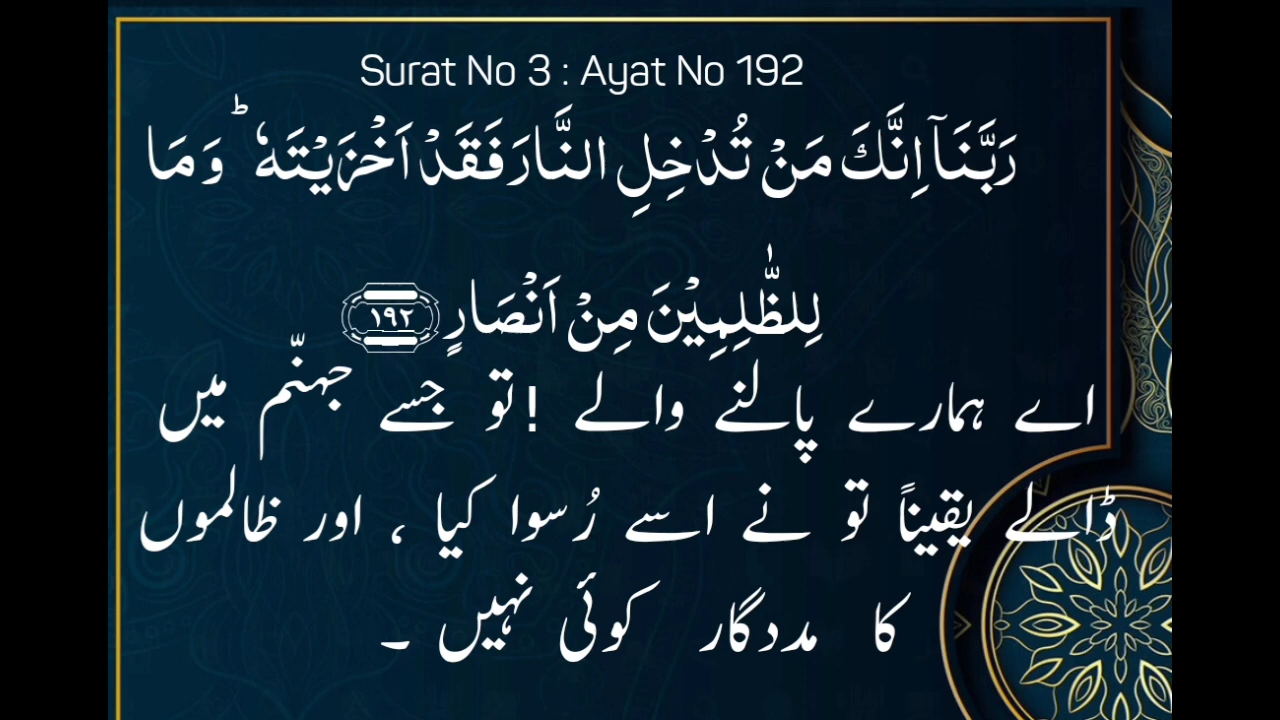 Surat No 3 : Ayat No 192
رَبَّنَاۤ اِنَّكَ مَنْ تُدْخِلِ النَّارَ فَقَدْ اَخْزَیْتَهٗ ؕ وَ مَا
لِلظّٰلِمِیْنَ مِنْ اَنْصَارٍ ﴿۱۹۲﴾
اے ہمارے پالنے والے !تو جسے جہنّم میں
ڈالے یقیناً تو نے اسے رُسوا کیا ، اور ظالموں
کا مددگار کوئی نہیں ۔